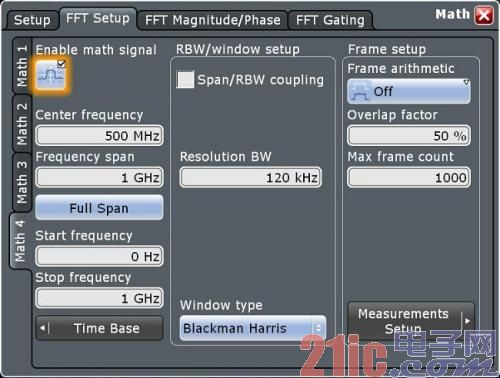 Setup
FFT Setup
FFT Magnitude/Phase
FFT Gating
Math
X
Math 1
Math 2
Math 3
Math 4
Enable math signal
Center frequency
500 MHz
Frequency span
1 GHz
Full Span
Start frequency
0 Hz
Stop frequency
1 GHz
Time Base
RBW/window setup
Span/RBW coupling
Resolution BW
120 kHz
Window type
Blackman Harris
Frame setup
Frame arithmetic
Off
Overlap factor
50 %
Max frame count
1000
Measurements
Setup
21ic.com
电子网